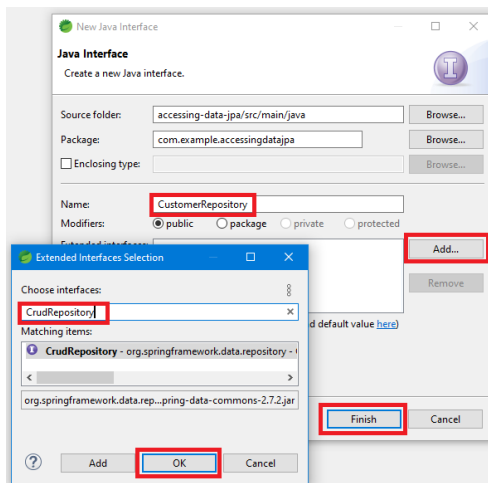 New Java Interface
Java Interface
Create a new Java interface.
Source folder: accessing-data-jpa/src/main/java Browse...
Package: com.example.accessingdatajpa Browse...
Enclosing type: Browse...
Name: CustomerRepository
Modifiers: public package private protected
Add...
Remove
d default value here)
Finish Cancel
Extended Interfaces Selection
Choose interfaces:
CrudRepository
Matching items:
CrudRepository - org.springframework.data.repository -
org.springframework.data.rep...pring-data-commons-2.7.2.jar
Add OK Cancel